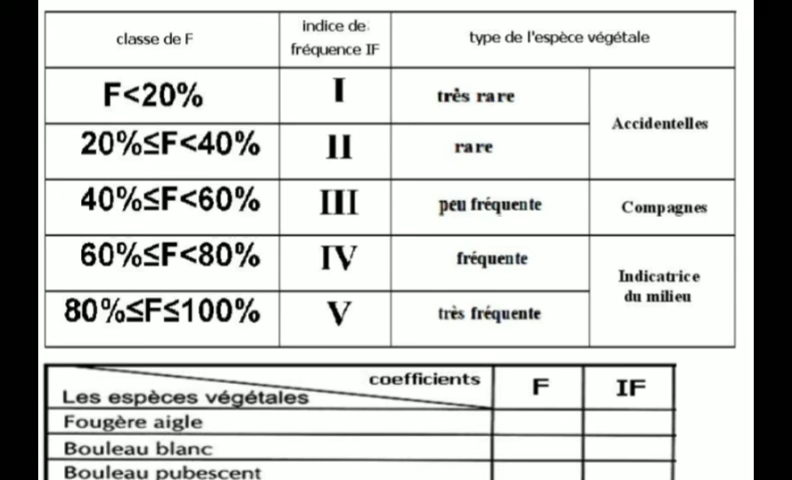 classe de F
indice de
fréquence IF
type de l'espèce végétale
F<20%
I
très rare
Accidentelles
20%≤F<40%
II
rare
40%≤F<60%
III
peu fréquente
Compagnes
60%≤F<80%
IV
fréquente
Indicatrice
du milieu
80%≤F≤100%
V
très fréquente
coefficients
Les espèces végétales
F
IF
Fougère aigle
Bouleau blanc
Bouleau pubescent